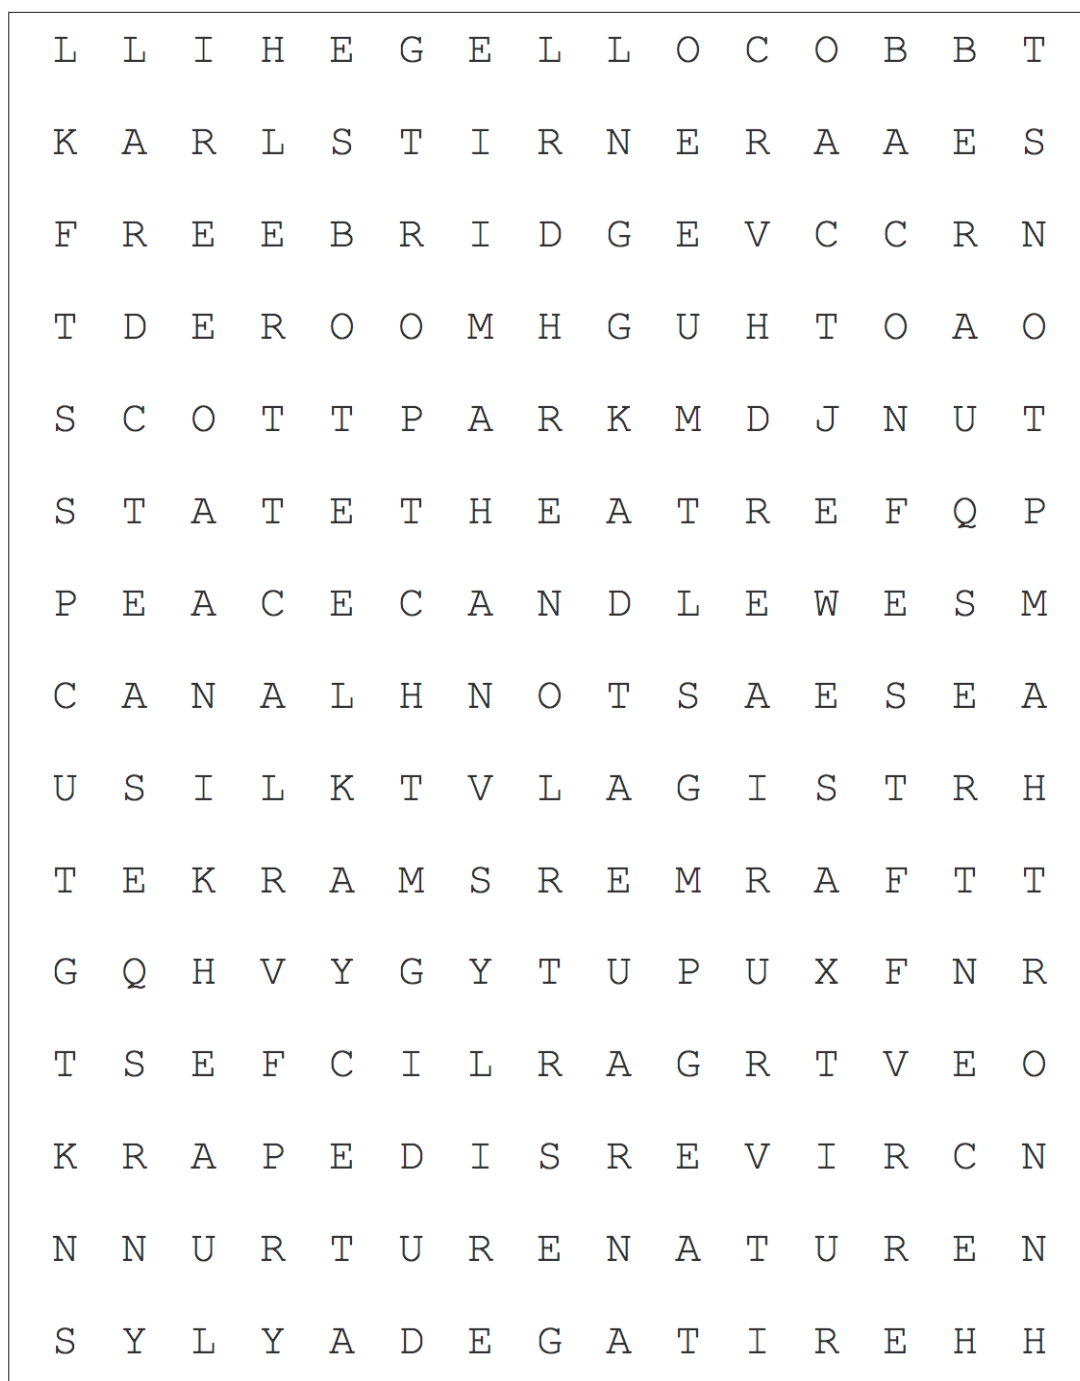 L L I H E G E L L O C O B B T
K A R L S T I R N E R A A E S
F R E E B R I D G E V C C R N
T D E R O O M H G U H T O A O
S C O T T P A R K M D J N U T
S T A T E T H E A T R E F Q P
P E A C E C A N D L E W E S M
C A N A L H N O T S A E S E A
U S I L K T V L A G I S T R H
T E K R A M S R E M R A F T T
G Q H V Y G Y T U P U X F N R
T S E F C I L R A G R T V E O
K R A P E D I S R E V I R C N
N N U R T U R E N A T U R E N
S Y L Y A D E G A T I R E H H